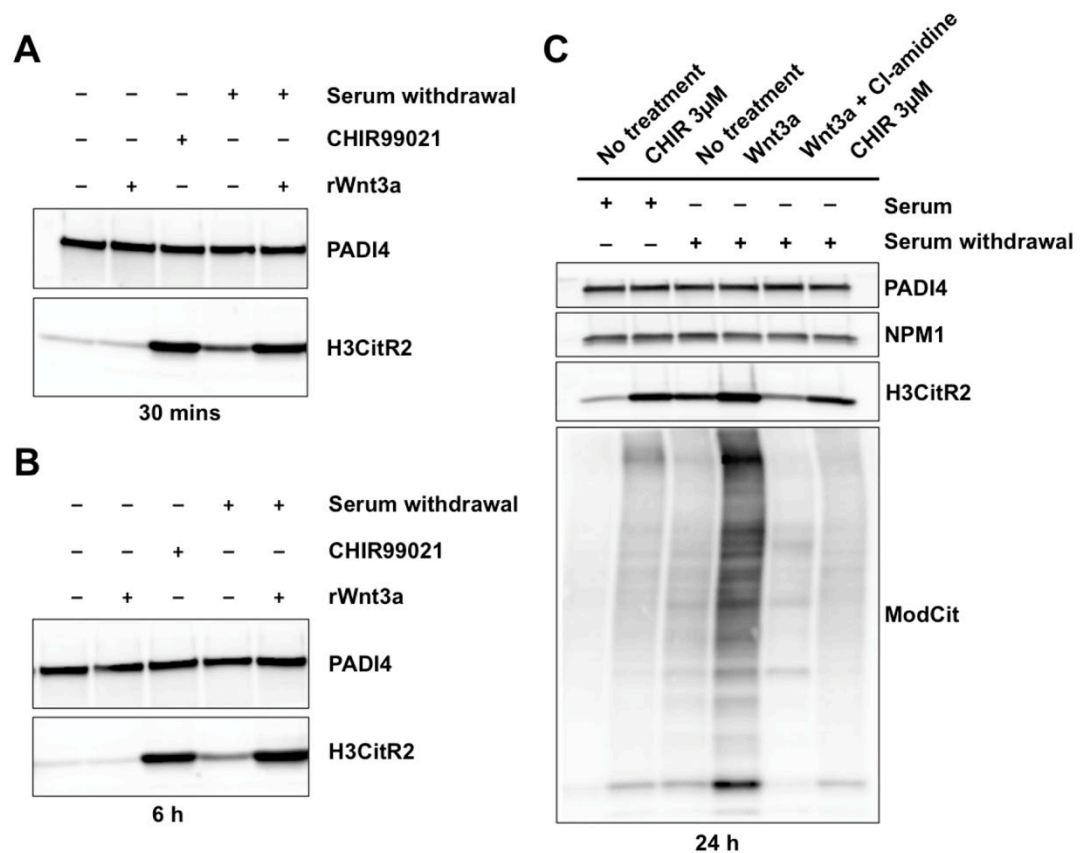 A
– – – + + Serum withdrawal
– – + – – CHIR99021
– + – – + rWnt3a
PADI4
H3CitR2
30 mins
B
– – – + + Serum withdrawal
– – + – – CHIR99021
– + – – + rWnt3a
PADI4
H3CitR2
6 h
C
No treatment
CHIR 3μM
No treatment
Wnt3a
Wnt3a + Cl-amidine
CHIR 3μM
+ + – – – – Serum
– – + + + + Serum withdrawal
PADI4
NPM1
H3CitR2
ModCit
24 h